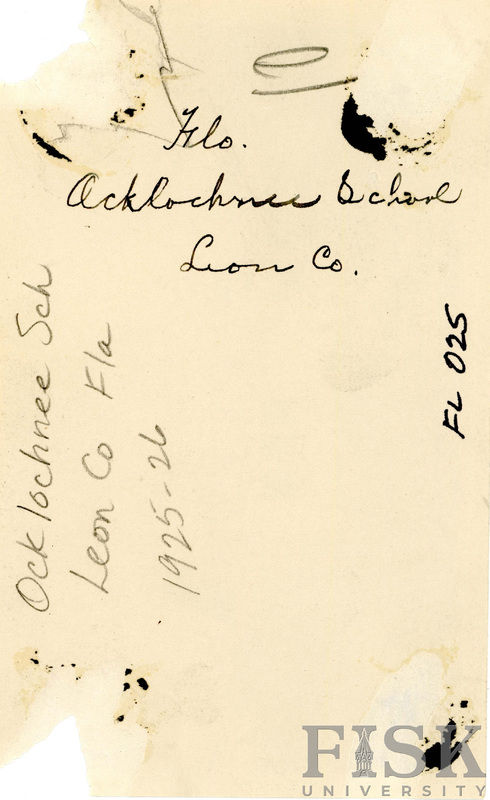 Flo.
Ocklochnee School
Leon Co.
Ocklochnee Sch
Leon Co Fla
1925-26
FL 025
FISK
UNIVERSITY